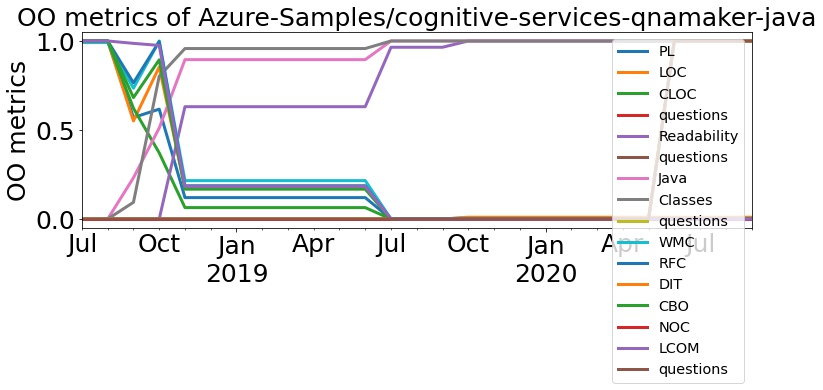 OO metrics of Azure-Samples/cognitive-services-qnamaker-java
OO metrics
1.0
0.5
0.0
Jul
Oct
Jan
2019
Apr
Jul
Oct
Jan
2020
Apr
Jul
PL
LOC
CLOC
questions
Readability
questions
Java
Classes
questions
WMC
RFC
DIT
CBO
NOC
LCOM
questions